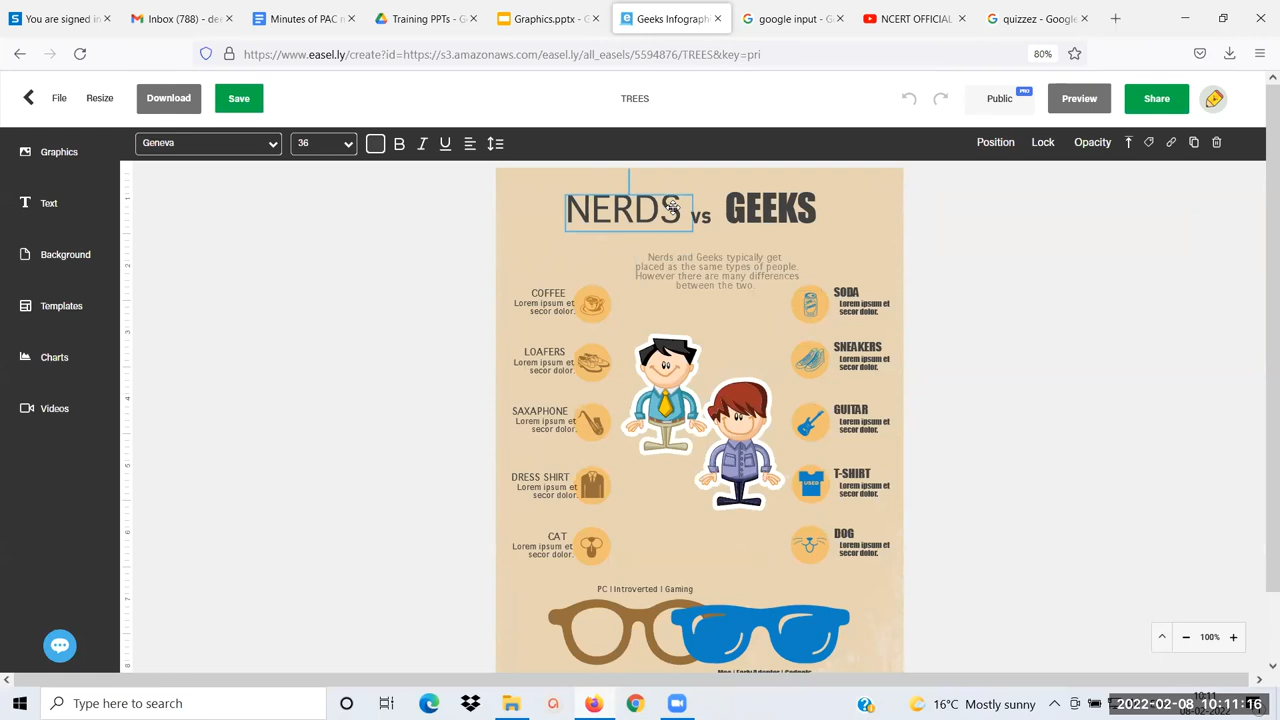 You are signed in
Inbox (788) - dee
Minutes of PAC
Training
Graphics.pptx - G
Geeks Infograph
google input - G
NCERT OFFICIAL
quizzez - Google
https://www.easel.ly/create?id=https://s3.amazonaws.com/easel.ly/all_easels/5594876/TREES&key=pri
80%
File
Resize
Download
Save
TREES
Public
PRO
Preview
Share
Geneva
36
B
I
U
Position
Lock
Opacity
Graphics
T Text
Background
Templates
Charts
Videos
NERDS vs GEEKS
Nerds and Geeks typically get
placed as the same types of people.
However there are many differences
between the two.
COFFEE
Lorem ipsum et
secor dolor.
LOAFERS
Lorem ipsum et
secor dolor.
SAXAPHONE
Lorem ipsum et
secor dolor.
DRESS SHIRT
Lorem ipsum et
secor dolor.
CAT
Lorem ipsum et
secor dolor.
SODA
Lorem ipsum et
secor dolor.
SNEAKERS
Lorem ipsum et
secor dolor.
GUITAR
Lorem ipsum et
secor dolor.
T-SHIRT
Lorem ipsum et
secor dolor.
DOG
Lorem ipsum et
secor dolor.
PC | Introverted | Gaming
100%
Type here to search
16°C Mostly sunny
10:11
2022-02-08 10:11:16